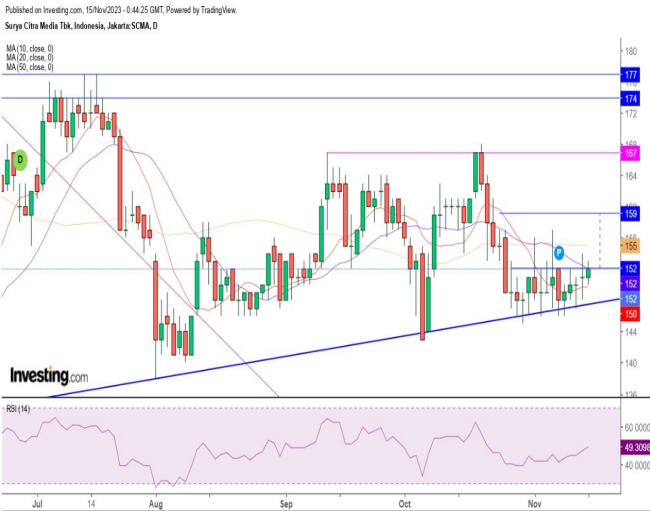 Published on Investing.com, 15/Nov/2023 - 0:44:25 GMT, Powered by TradingView.
Surya Citra Media Tbk, Indonesia, Jakarta:SCMA, D
MA (10, close, 0)
MA (20, close, 0)
MA (50, close, 0)
180
177
174
D
167
164
159
P
155
152
152
152
150
144
140
136
Investing.com
RSI (14)
60.0000
49.3098
40.0000
Jul
14
Aug
Sep
Oct
Nov